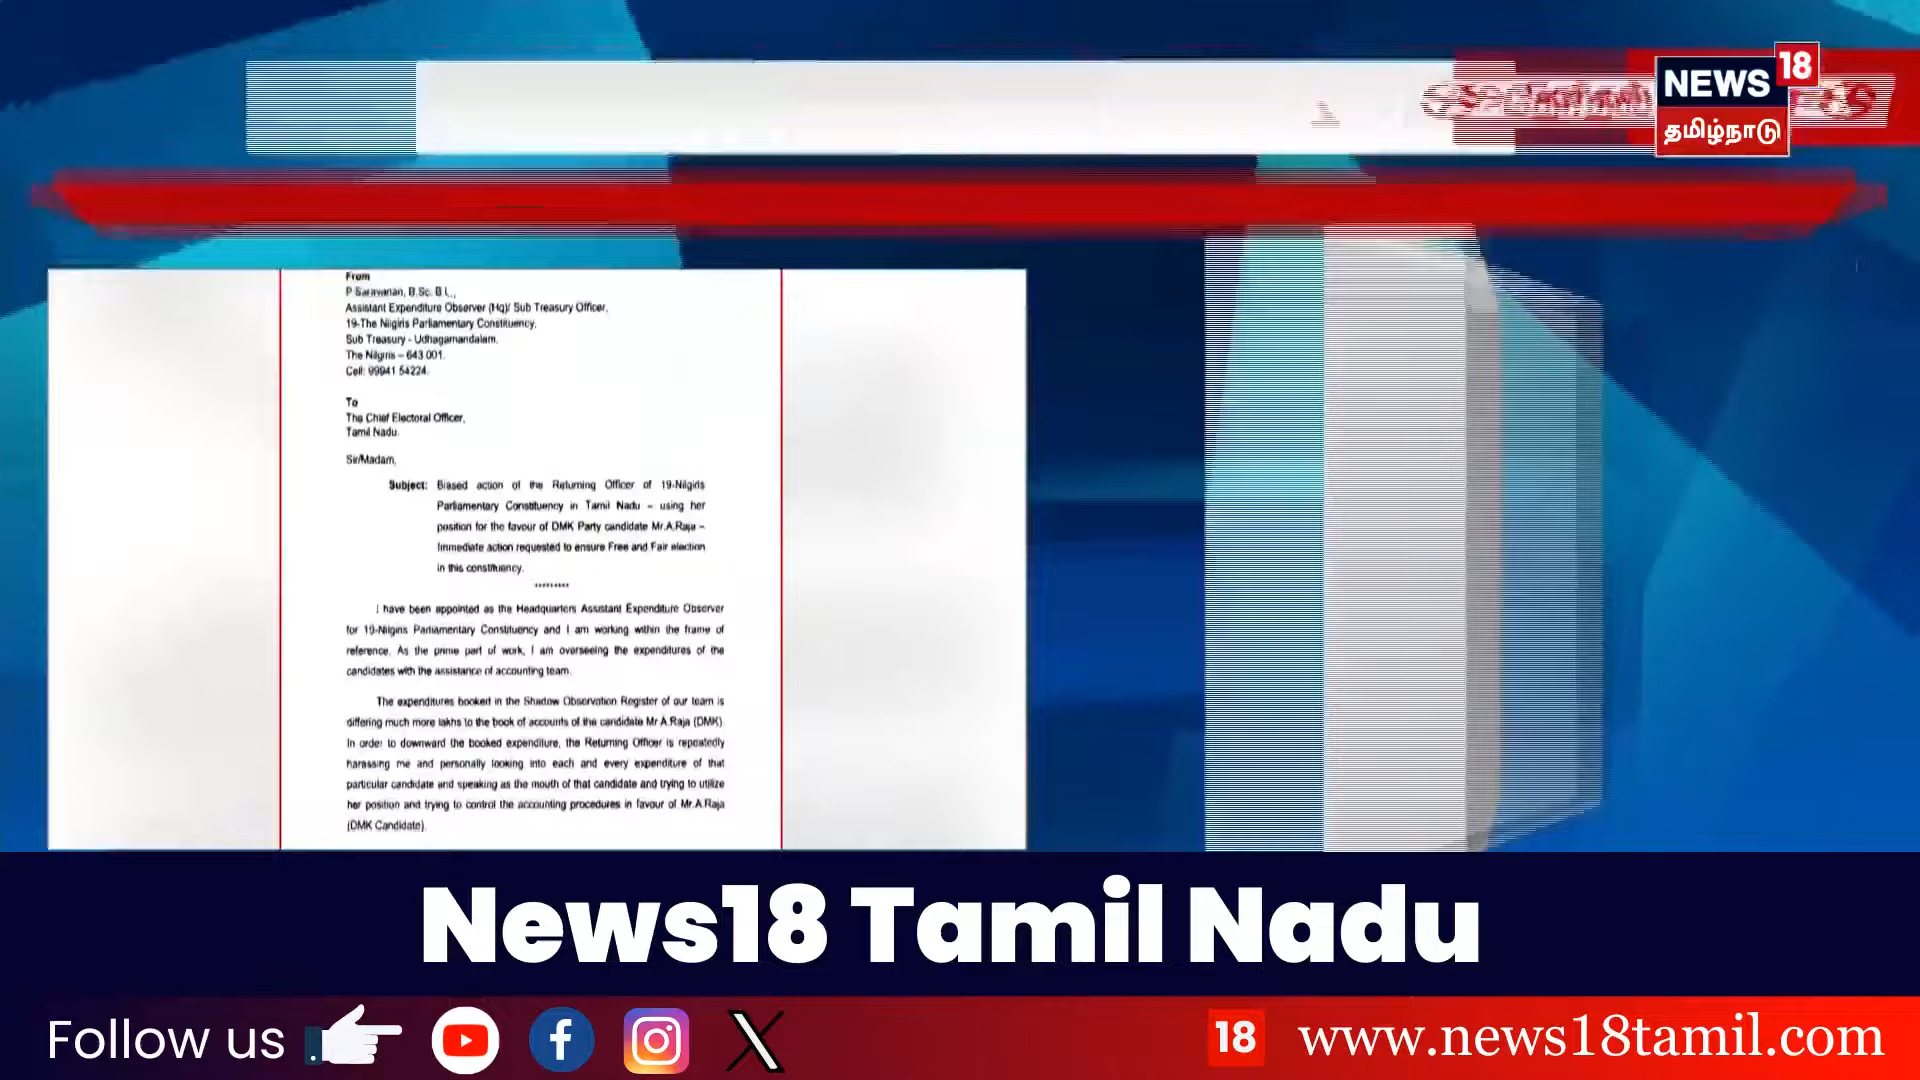 NEWS 18
தமிழ்நாடு
From
P Saravanan, B.Sc. B.L.,
Assistant Expenditure Observer (Hq)/ Sub Treasury Officer,
19-The Nilgiris Parliamentary Constituency,
Sub Treasury - Udhagamandalam,
The Nilgiris – 643 001.
Cell: 99941 54224.
To
The Chief Electoral Officer,
Tamil Nadu.
Sir/Madam,
Subject: Biased action of the Returning Officer of 19-Nilgiris
Parliamentary Constituency in Tamil Nadu – using her
position for the favour of DMK Party candidate Mr.A.Raja –
Immediate action requested to ensure Free and Fair election
in this constituency.
*********
I have been appointed as the Headquarters Assistant Expenditure Observer
for 19-Nilgiris Parliamentary Constituency and I am working within the frame of
reference. As the prime part of work, I am overseeing the expenditures of the
candidates with the assistance of accounting team.
The expenditures booked in the Shadow Observation Register of our team is
differing much more lakhs to the book of accounts of the candidate Mr A.Raja (DMK).
In order to downward the booked expenditure, the Returning Officer is repeatedly
harassing me and personally looking into each and every expenditure of that
particular candidate and speaking as the mouth of that candidate and trying to utilize
her position and trying to control the accounting procedures in favour of Mr.A.Raja
(DMK Candidate).
News18 Tamil Nadu
Follow us
18 www.news18tamil.com